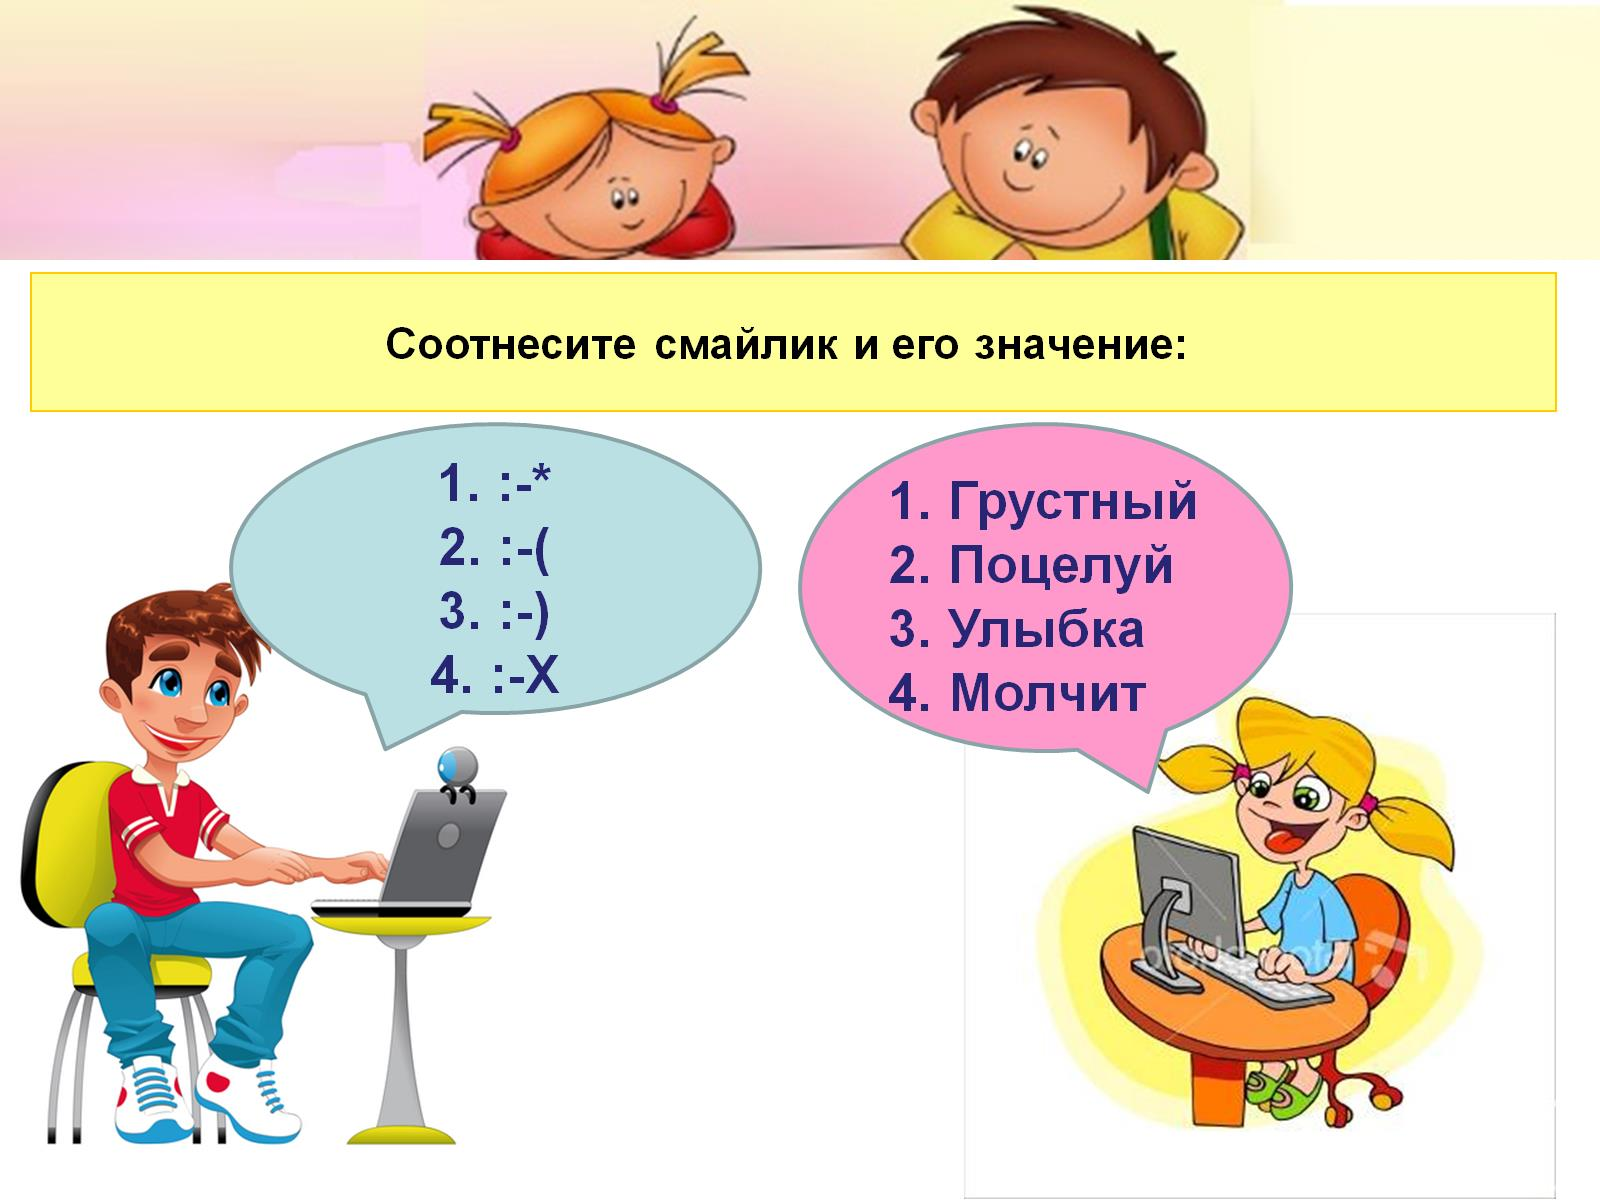 Соотнесите смайлик и его значение:
1. :-*
2. :-(
3. :-)
4. :-X
1. Грустный
2. Поцелуй
3. Улыбка
4. Молчит